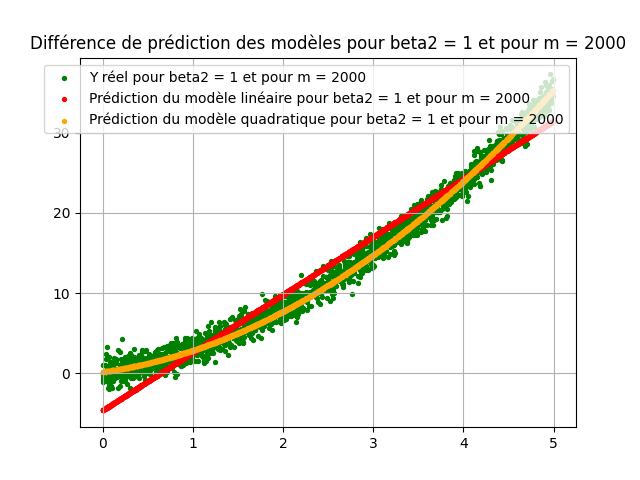 Différence de prédiction des modèles pour beta2 = 1 et pour m = 2000
Y réel pour beta2 = 1 et pour m = 2000
Prédiction du modèle linéaire pour beta2 = 1 et pour m = 2000
Prédiction du modèle quadratique pour beta2 = 1 et pour m = 2000
30
20
10
0
0 1 2 3 4 5